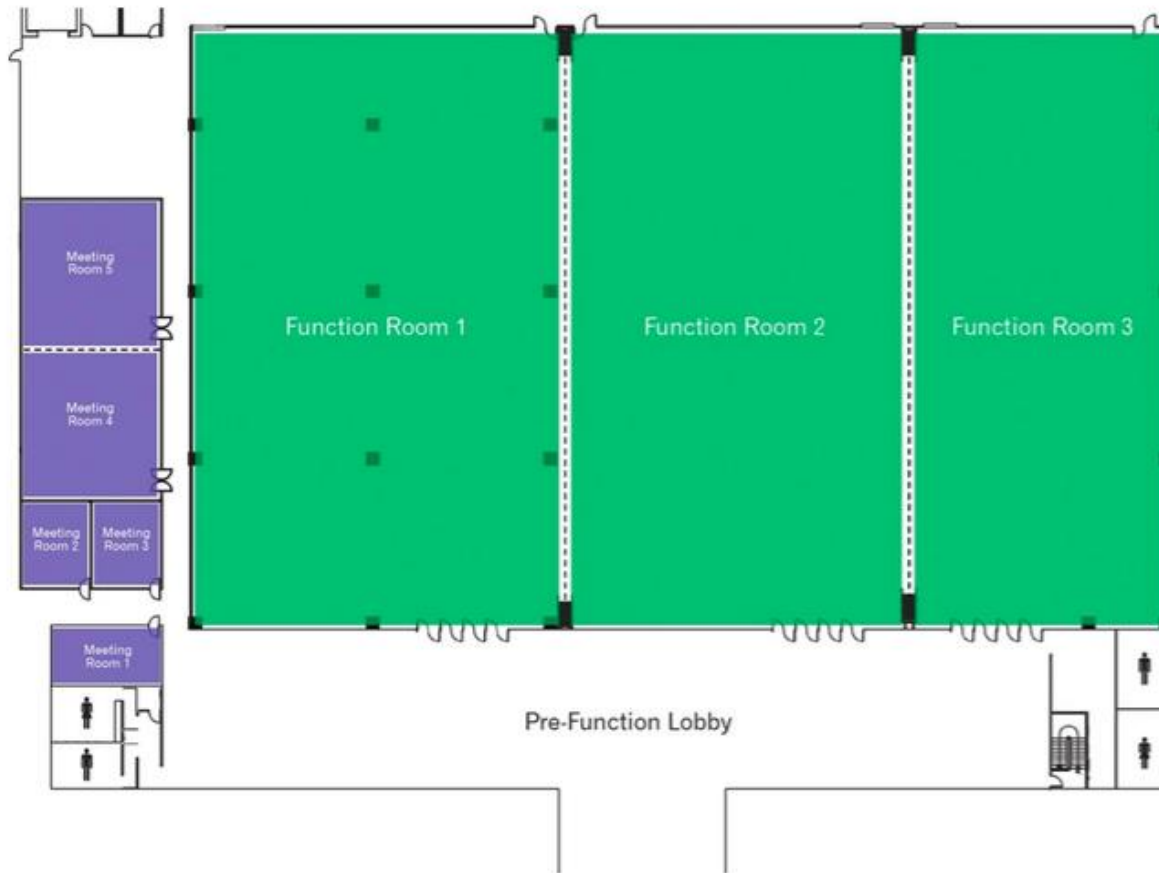 Meeting
Room 5
Function Room 1
Function Room 2
Function Room 3
Meeting
Room 4
Meeting
Room 2
Meeting
Room 3
Meeting
Room 1
Pre-Function Lobby